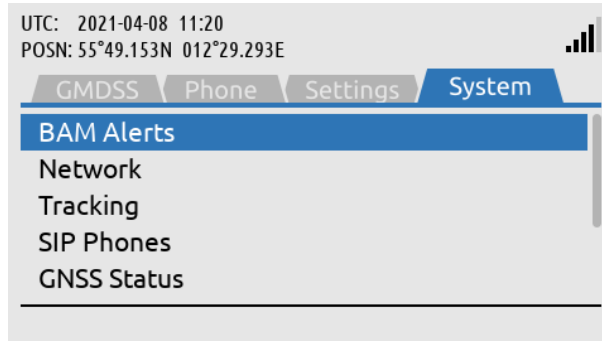 UTC: 2021-04-08 11:20
POSN: 55°49.153N 012°29.293E
GMDSS Phone Settings System
BAM Alerts
Network
Tracking
SIP Phones
GNSS Status